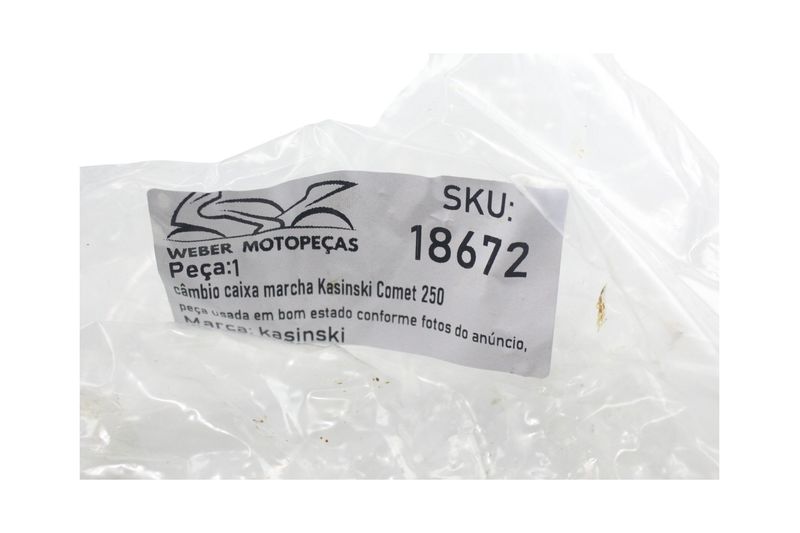 SKU:
18672
WEBER MOTOPEÇAS
Peça:1
câmbio caixa marcha Kasinski Comet 250
peça usada em bom estado conforme fotos do anúncio,
Marca: kasinski